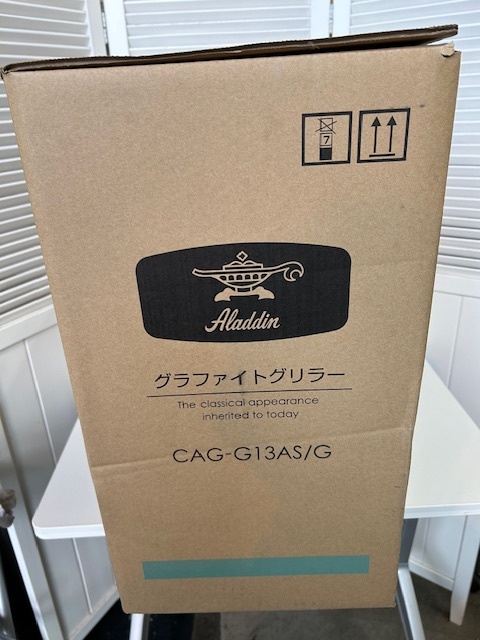 7
Aladdin
グラファイトグリラー
The classical appearance
inherited to today
CAG-G13AS/G